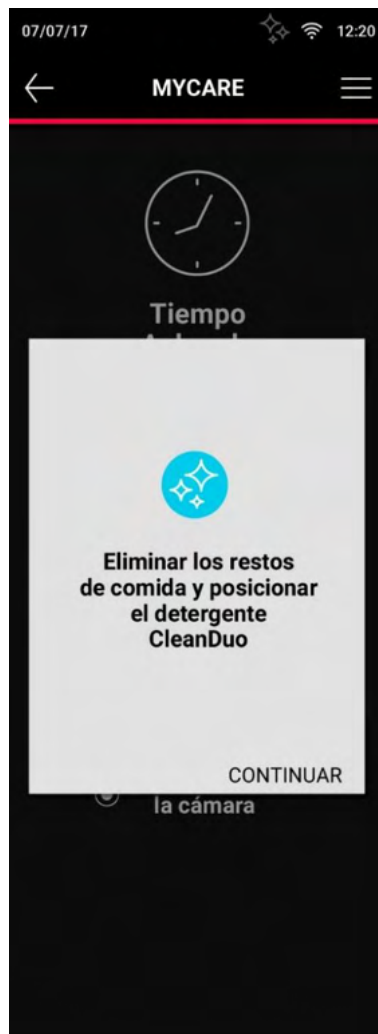 07/07/17
12:20
MYCARE
Tiempo
Eliminar los restos
de comida y posicionar
el detergente
CleanDuo
CONTINUAR
la cámara